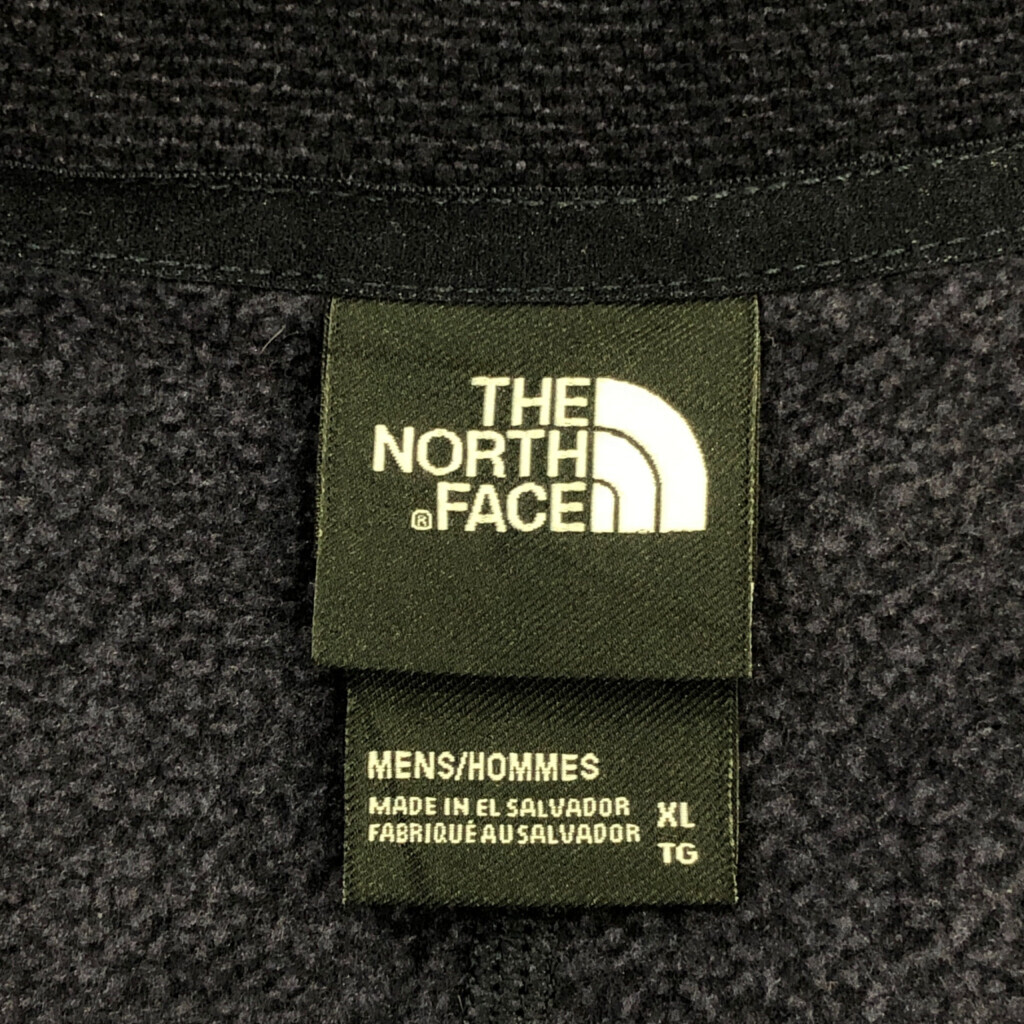 THE
NORTH
®FACE
MENS/HOMMES
MADE IN EL SALVADOR
FABRIQUÉ AU SALVADOR
XL
TG